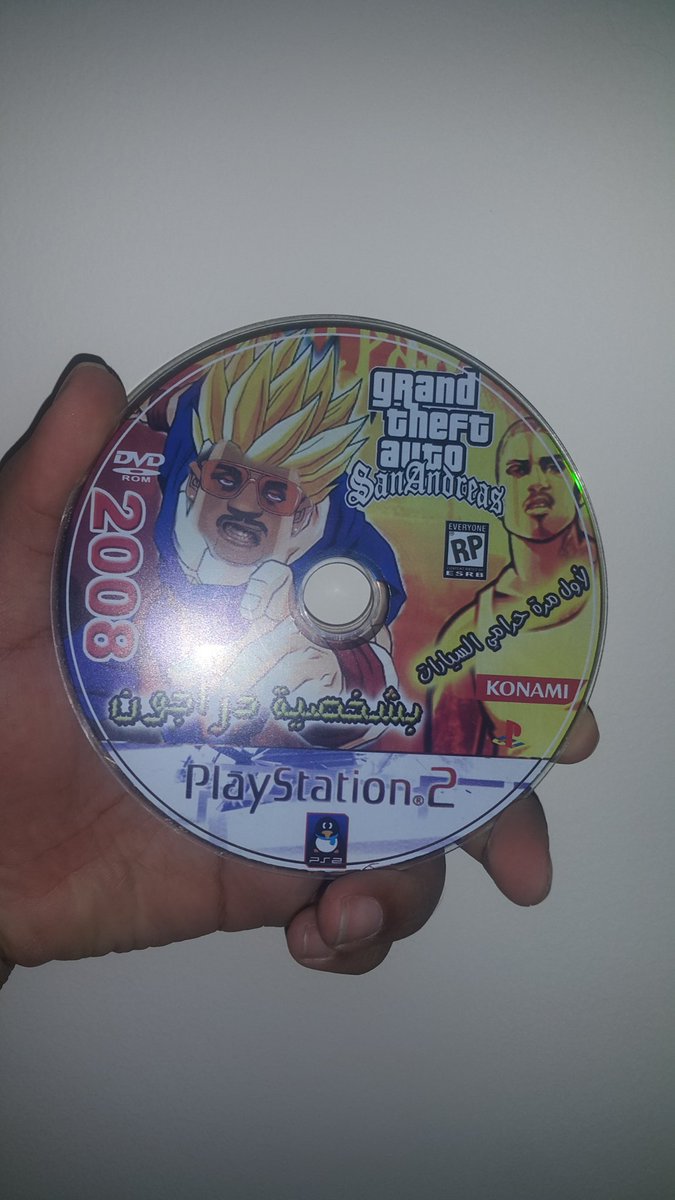 grand
theft
auto
San Andreas
DVD
ROM
2008
EVERYONE
RP
ESRB
لأول مرة حرامي السيارات
KONAMI
بشخصية دراجون
PlayStation®2
PS2